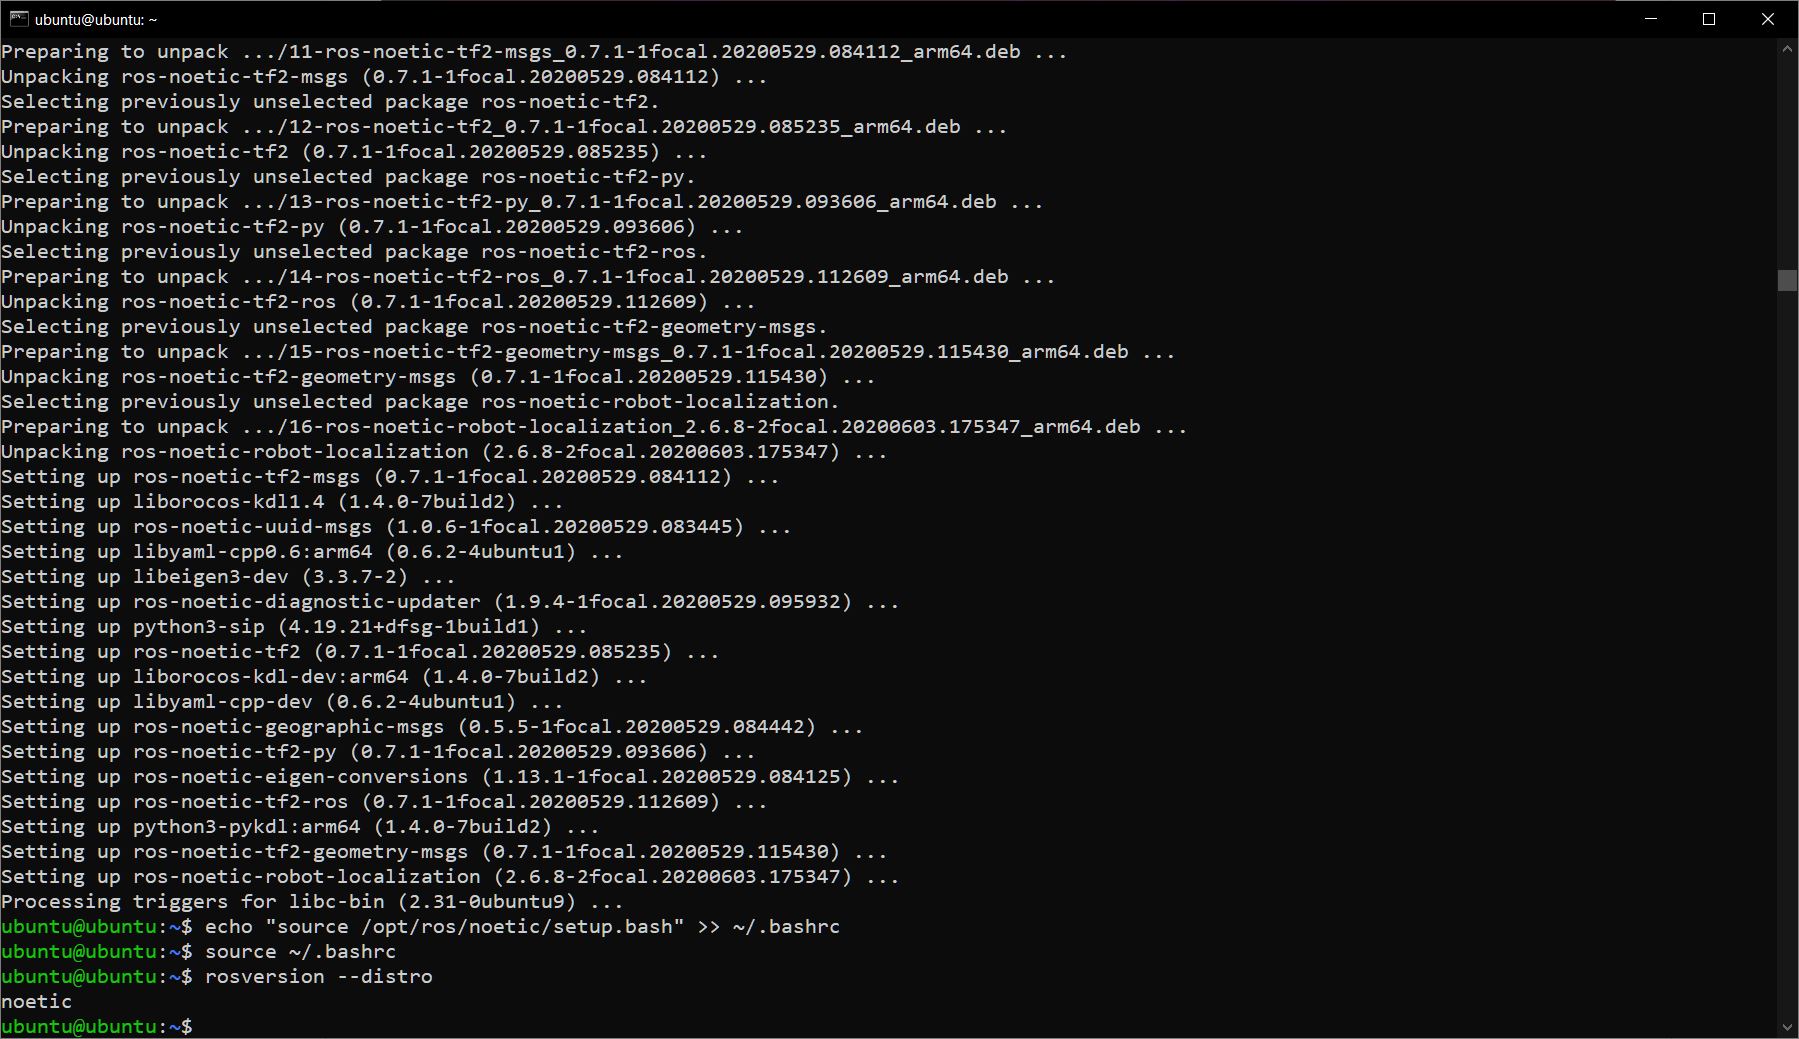 ubuntu@ubuntu: ~
Preparing to unpack .../11-ros-noetic-tf2-msgs_0.7.1-1focal.20200529.084112_arm64.deb ...
Unpacking ros-noetic-tf2-msgs (0.7.1-1focal.20200529.084112) ...
Selecting previously unselected package ros-noetic-tf2.
Preparing to unpack .../12-ros-noetic-tf2_0.7.1-1focal.20200529.085235_arm64.deb ...
Unpacking ros-noetic-tf2 (0.7.1-1focal.20200529.085235) ...
Selecting previously unselected package ros-noetic-tf2-py.
Preparing to unpack .../13-ros-noetic-tf2-py_0.7.1-1focal.20200529.093606_arm64.deb ...
Unpacking ros-noetic-tf2-py (0.7.1-1focal.20200529.093606) ...
Selecting previously unselected package ros-noetic-tf2-ros.
Preparing to unpack .../14-ros-noetic-tf2-ros_0.7.1-1focal.20200529.112609_arm64.deb ...
Unpacking ros-noetic-tf2-ros (0.7.1-1focal.20200529.112609) ...
Selecting previously unselected package ros-noetic-tf2-geometry-msgs.
Preparing to unpack .../15-ros-noetic-tf2-geometry-msgs_0.7.1-1focal.20200529.115430_arm64.deb ...
Unpacking ros-noetic-tf2-geometry-msgs (0.7.1-1focal.20200529.115430) ...
Selecting previously unselected package ros-noetic-robot-localization.
Preparing to unpack .../16-ros-noetic-robot-localization_2.6.8-2focal.20200603.175347_arm64.deb ...
Unpacking ros-noetic-robot-localization (2.6.8-2focal.20200603.175347) ...
Setting up ros-noetic-tf2-msgs (0.7.1-1focal.20200529.084112) ...
Setting up liborocos-kdl1.4 (1.4.0-7build2) ...
Setting up ros-noetic-uuid-msgs (1.0.6-1focal.20200529.083445) ...
Setting up libyaml-cpp0.6:arm64 (0.6.2-4ubuntu1) ...
Setting up libeigen3-dev (3.3.7-2) ...
Setting up ros-noetic-diagnostic-updater (1.9.4-1focal.20200529.095932) ...
Setting up python3-sip (4.19.21+dfsg-1build1) ...
Setting up ros-noetic-tf2 (0.7.1-1focal.20200529.085235) ...
Setting up liborocos-kdl-dev:arm64 (1.4.0-7build2) ...
Setting up libyaml-cpp-dev (0.6.2-4ubuntu1) ...
Setting up ros-noetic-geographic-msgs (0.5.5-1focal.20200529.084442) ...
Setting up ros-noetic-tf2-py (0.7.1-1focal.20200529.093606) ...
Setting up ros-noetic-eigen-conversions (1.13.1-1focal.20200529.084125) ...
Setting up ros-noetic-tf2-ros (0.7.1-1focal.20200529.112609) ...
Setting up python3-pykdl:arm64 (1.4.0-7build2) ...
Setting up ros-noetic-tf2-geometry-msgs (0.7.1-1focal.20200529.115430) ...
Setting up ros-noetic-robot-localization (2.6.8-2focal.20200603.175347) ...
Processing triggers for libc-bin (2.31-0ubuntu9) ...
ubuntu@ubuntu:~$ echo "source /opt/ros/noetic/setup.bash" >> ~/.bashrc
ubuntu@ubuntu:~$ source ~/.bashrc
ubuntu@ubuntu:~$ rosversion --distro
noetic
ubuntu@ubuntu:~$